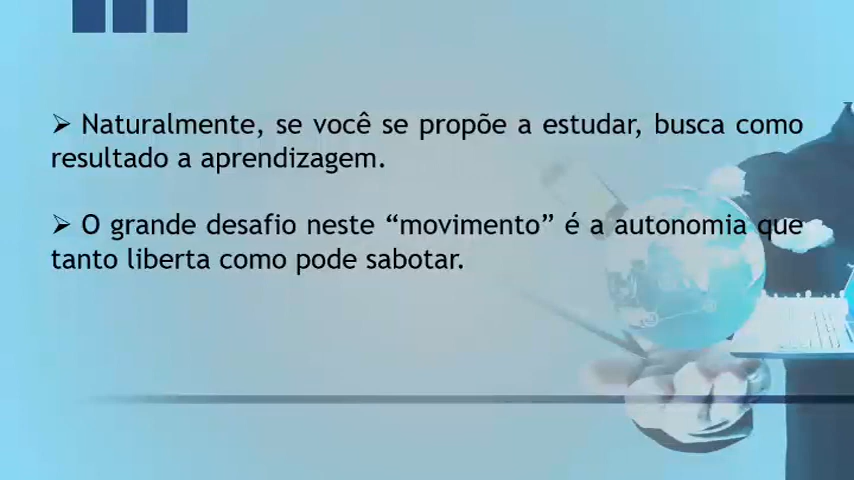 ➢ Naturalmente, se você se propõe a estudar, busca como
resultado a aprendizagem.
➢ O grande desafio neste “movimento” é a autonomia que
tanto liberta como pode sabotar.